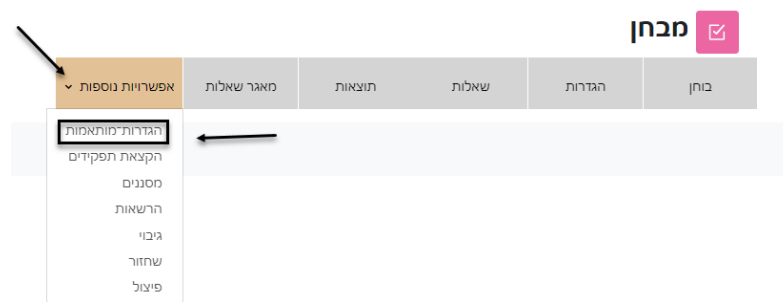 מבחן
בוחן הגדרות שאלות תוצאות מאגר שאלות אפשרויות נוספות
הגדרות־מותאמות
הקצאת תפקידים
מסננים
הרשאות
גיבוי
שחזור
פיצול